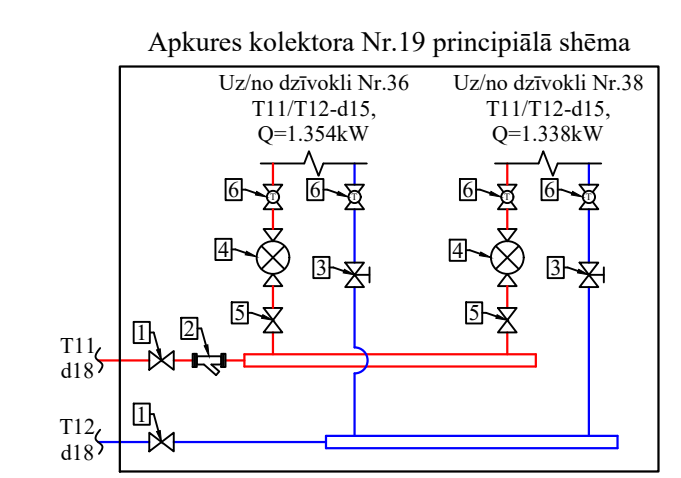 Apkures kolektora Nr.19 principiālā shēma
Uz/no dzīvokli Nr.36
T11/T12-d15,
Q=1.354kW
Uz/no dzīvokli Nr.38
T11/T12-d15,
Q=1.338kW
6
T
6
T
6
T
6
T
4
3
4
3
5
5
1
2
T11
d18
1
T12
d18